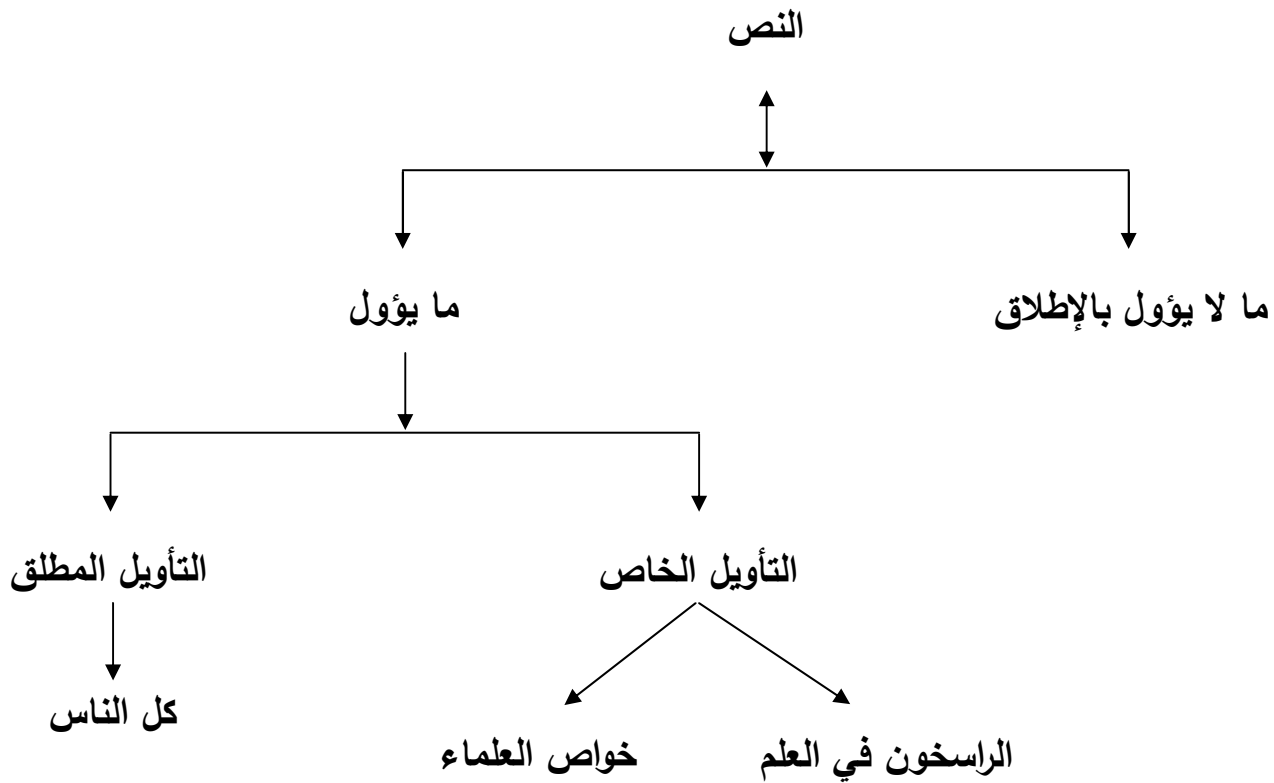 النص
ما لا يؤول بالإطلاق
ما يؤول
التأويل الخاص
التأويل المطلق
الراسخون في العلم
خواص العلماء
كل الناس